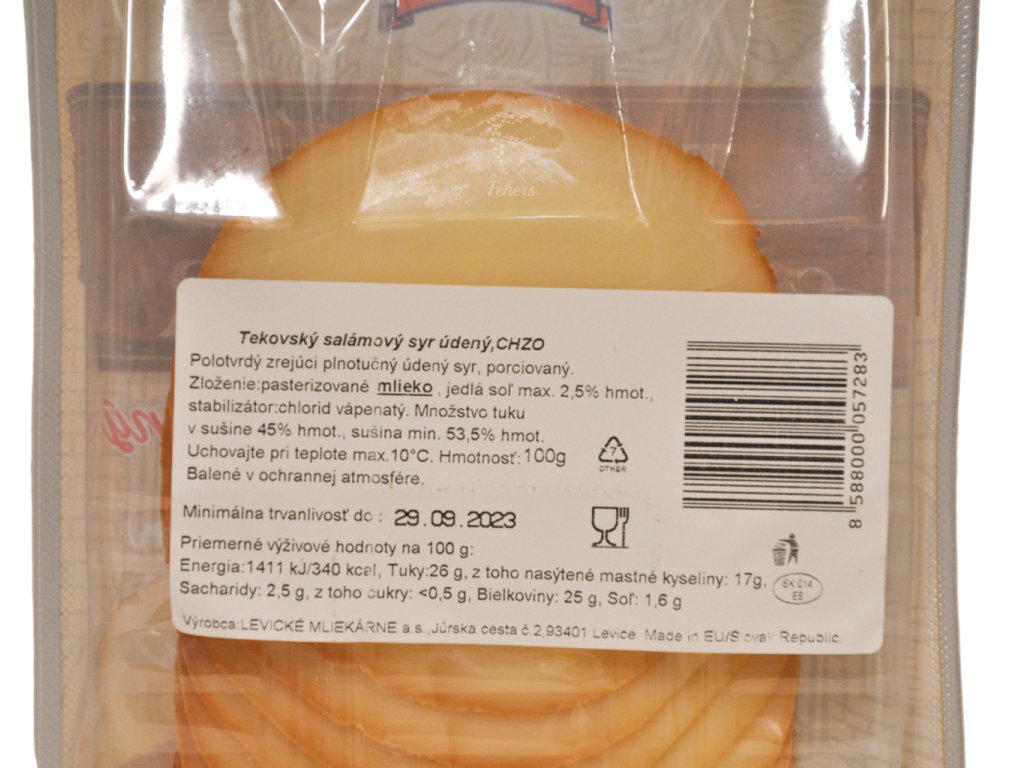 Fehers
Tekovský salámový syr údený,CHZO
Polotvrdý zrejúci plnotučný údený syr, porciovaný.
Zloženie:pasterizované mlieko , jedlá soľ max. 2,5% hmot.,
stabilizátor:chlorid vápenatý. Množstvo tuku
v sušine 45% hmot., sušina min. 53,5% hmot.
Uchovajte pri teplote max.10°C. Hmotnosť: 100g
Balené v ochrannej atmosfére.
7
OTHER
8 588000 057283
Minimálna trvanlivosť do : 29.09.2023
Priemerné výživové hodnoty na 100 g:
Energia:1411 kJ/340 kcal, Tuky:26 g, z toho nasýtené mastné kyseliny: 17g,
Sacharidy: 2,5 g, z toho cukry: <0,5 g, Bielkoviny: 25 g, Soľ: 1,6 g
SK 014
ES
Výrobca:LEVICKÉ MLIEKÁRNE a.s.,Júrska cesta č.2,93401 Levice Made in EU/Slovak Republic.